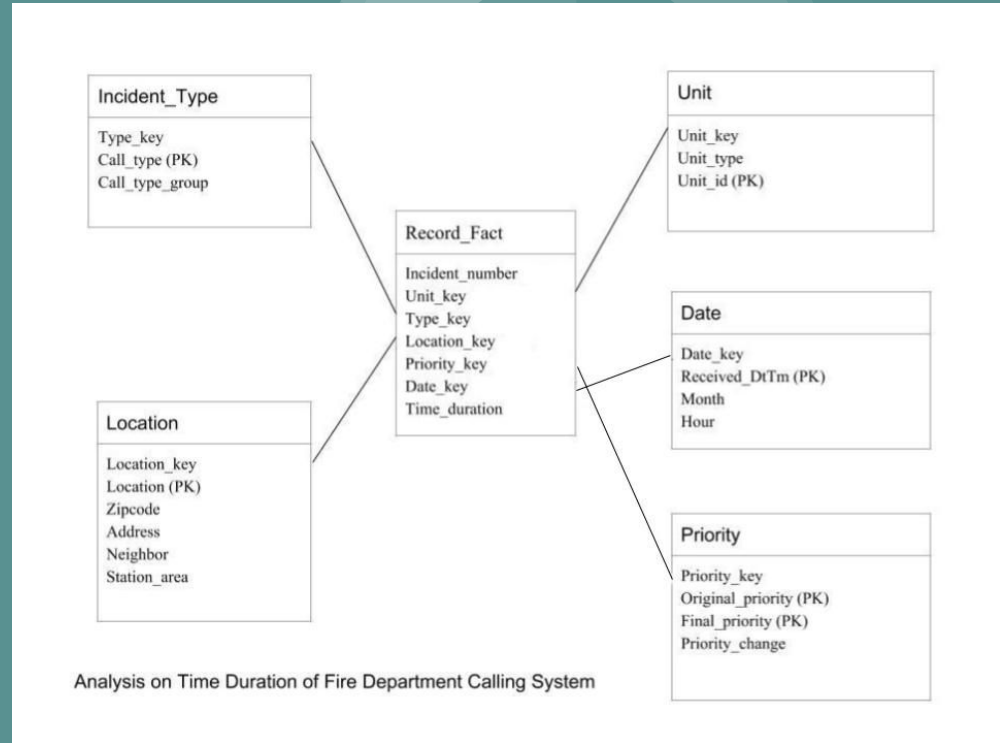 Incident_Type
Type_key
Call_type (PK)
Call_type_group
Unit
Unit_key
Unit_type
Unit_id (PK)
Record_Fact
Incident_number
Unit_key
Type_key
Location_key
Priority_key
Date_key
Time_duration
Date
Date_key
Received_DtTm (PK)
Month
Hour
Location
Location_key
Location (PK)
Zipcode
Address
Neighbor
Station_area
Priority
Priority_key
Original_priority (PK)
Final_priority (PK)
Priority_change
Analysis on Time Duration of Fire Department Calling System